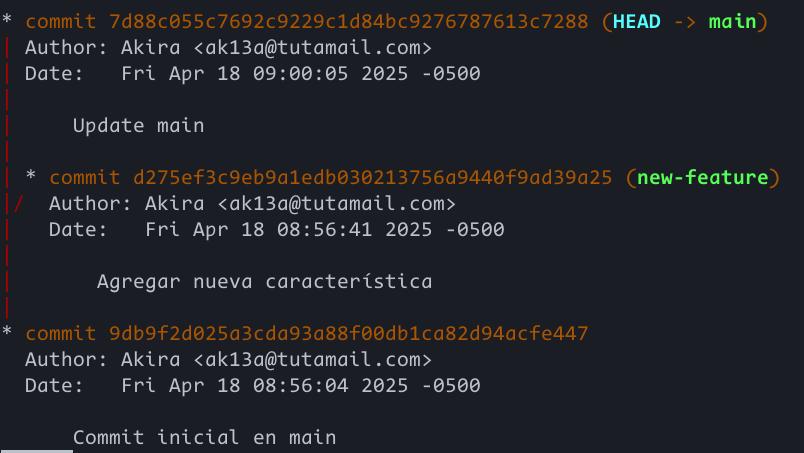 * commit 7d88c055c7692c9229c1d84bc9276787613c7288 (HEAD -> main)
| Author: Akira <ak13a@tutamail.com>
| Date:   Fri Apr 18 09:00:05 2025 -0500
|
|     Update main
|
| * commit d275ef3c9eb9a1edb030213756a9440f9ad39a25 (new-feature)
|/  Author: Akira <ak13a@tutamail.com>
|   Date:   Fri Apr 18 08:56:41 2025 -0500
|
|       Agregar nueva característica
|
* commit 9db9f2d025a3cda93a88f00db1ca82d94acfe447
  Author: Akira <ak13a@tutamail.com>
  Date:   Fri Apr 18 08:56:04 2025 -0500

      Commit inicial en main